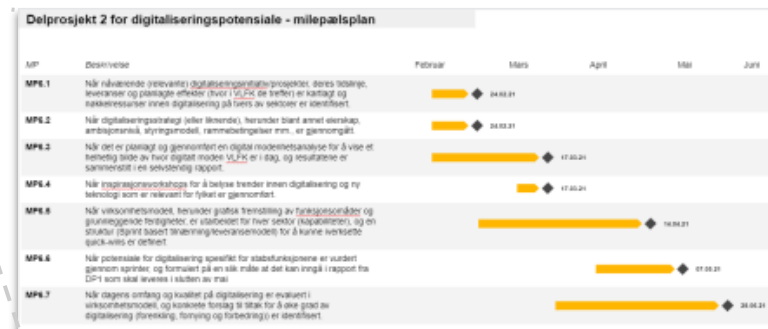 Delprosjekt 2 for digitaliseringspotensiale - milepælsplan
MP Beskrivelse Februar Mars April Mai Juni
MP6.1 Når nåværende (relevante) digitaliseringsinitiativ/prosjekter, deres tidslinje,
leveranser og planlagte effekter (hvor i VLFK de treffer) er kartlagt og
nøkkelressurser innen digitalisering på tvers av sektorer er identifisert. 24.02.21
MP6.2 Når digitaliseringsstrategi (eller liknende), herunder blant annet eierskap,
ambisjonsnivå, styringsmodell, rammebetingelser mm., er gjennomgått. 24.02.21
MP6.3 Når det er planlagt og gjennomført en digital modenhetsanalyse for å vise et
helhetlig bilde av hvor digitalt moden VLFK er i dag, og resultatene er
sammenstilt i en selvstendig rapport. 17.03.21
MP6.4 Når inspirasjonsworkshops for å belyse trender innen digitalisering og ny
teknologi som er relevant for fylket er gjennomført. 17.03.21
MP6.5 Når virksomhetsmodell, herunder grafisk fremstilling av funksjonsområder og
grunnleggende ferdigheter, er utarbeidet for hver sektor (kapabiliteter), og en
struktur (Sprint basert tilnærming/leveransemodell) for å kunne iverksette
quick-wins er definert 14.04.21
MP6.6 Når potensiale for digitalisering spesifikt for stabsfunksjonene er vurdert
gjennom sprinter, og formulert på en slik måte at det kan inngå i rapport fra
DP1 som skal leveres i slutten av mai 07.05.21
MP6.7 Når dagens omfang og kvalitet på digitalisering er evaluert i
virksomhetsmodell, og konkrete forslag til tiltak for å øke grad av
digitalisering (forenkling, fornying og forbedring)) er identifisert.